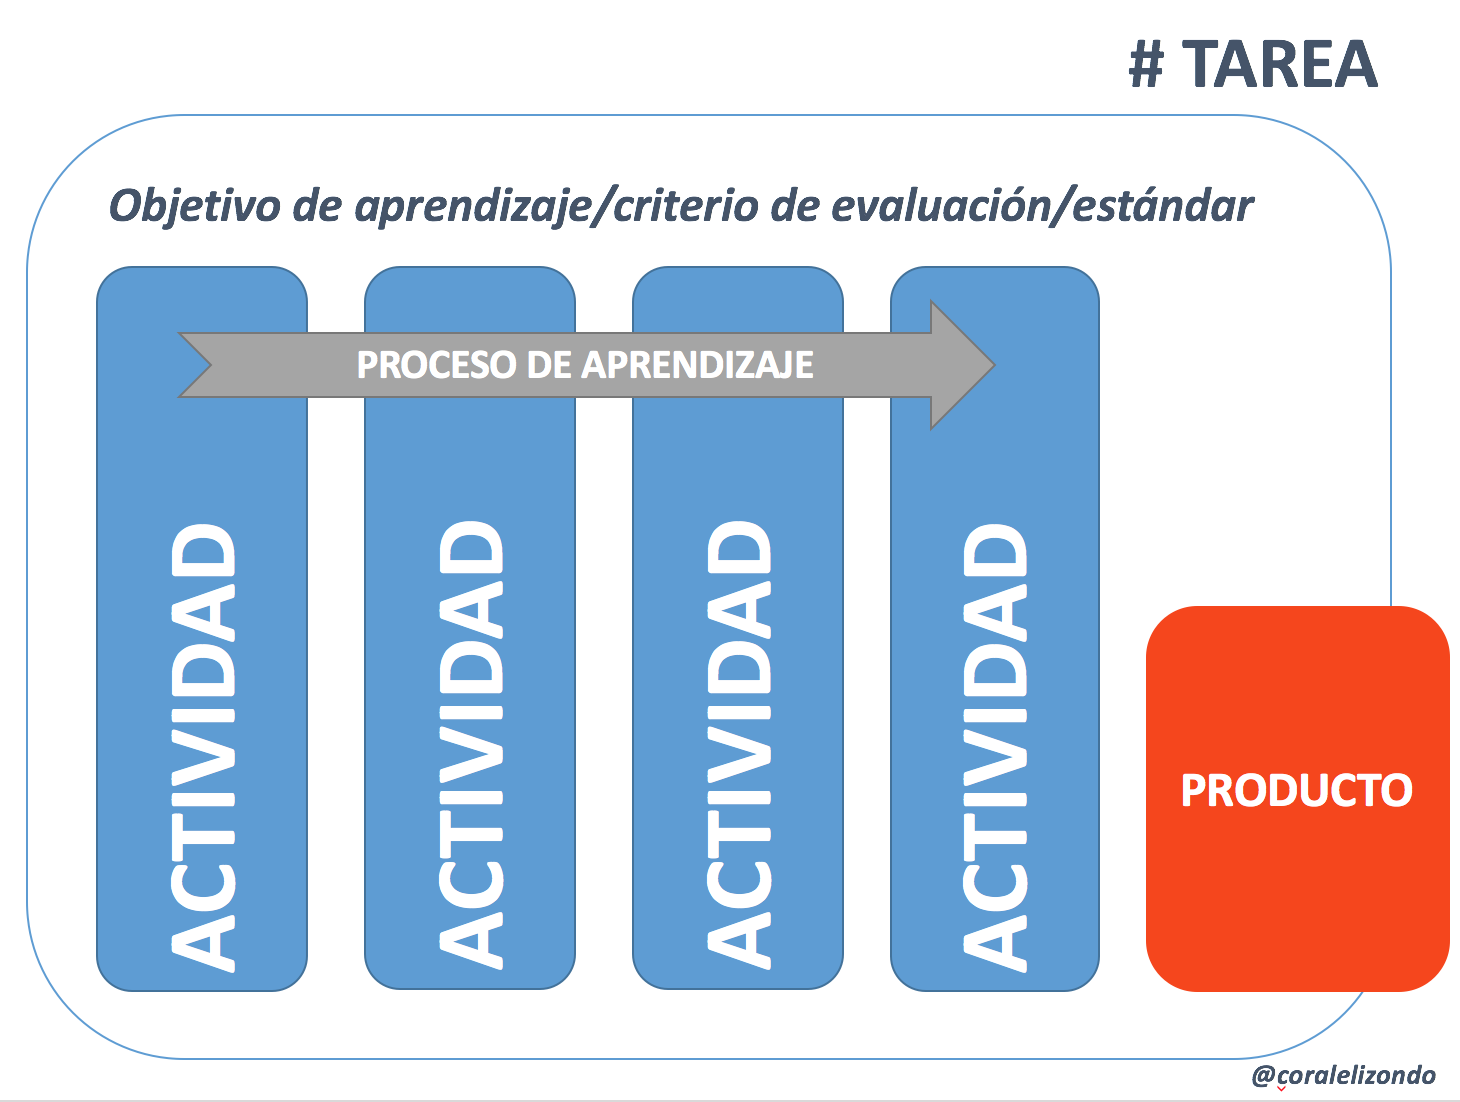 # TAREA
Objetivo de aprendizaje/criterio de evaluación/estándar
PROCESO DE APRENDIZAJE
ACTIVIDAD
ACTIVIDAD
ACTIVIDAD
ACTIVIDAD
PRODUCTO
@coralelizondo